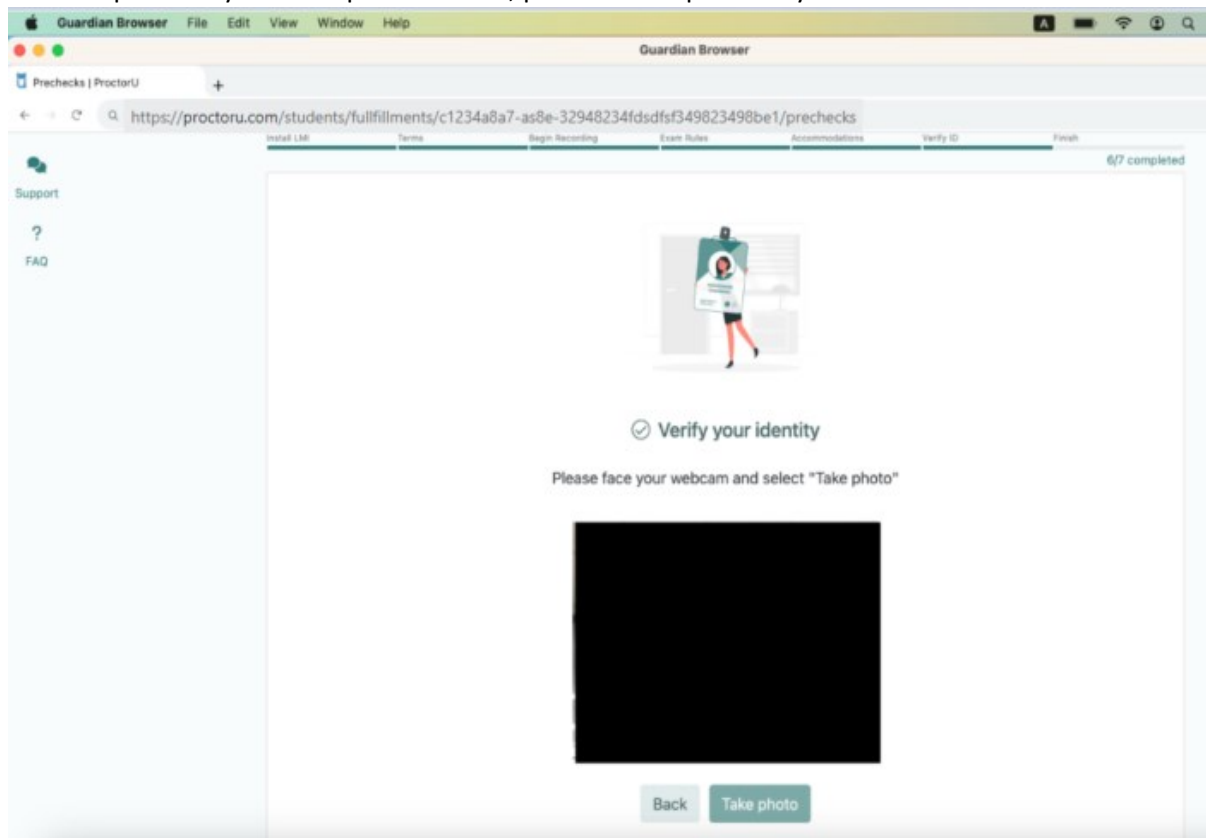 Guardian Browser File Edit View Window Help A
Guardian Browser
Prechecks | ProctorU +
https://proctoru.com/students/fullfillments/c1234a8a7-as8e-32948234fdsdfsf349823498be1/prechecks
Install LMI Terms Begin Recording Exam Rules Accommodations Verify ID Finish
6/7 completed
Support
?
FAQ
Verify your identity
Please face your webcam and select "Take photo"
Back Take photo